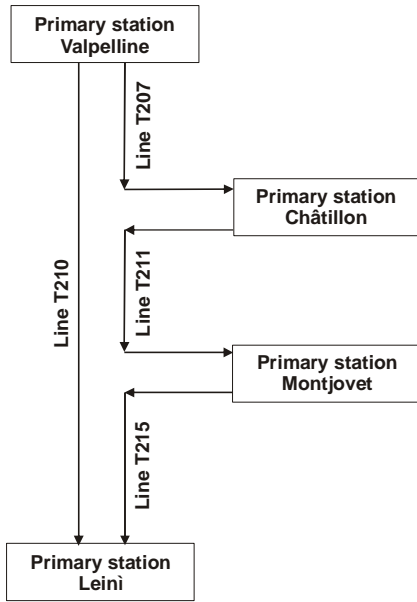 Primary station
Valpelline
Line T207
Primary station
Châtillon
Line T210
Line T211
Primary station
Montjovet
Line T215
Primary station
Leinì